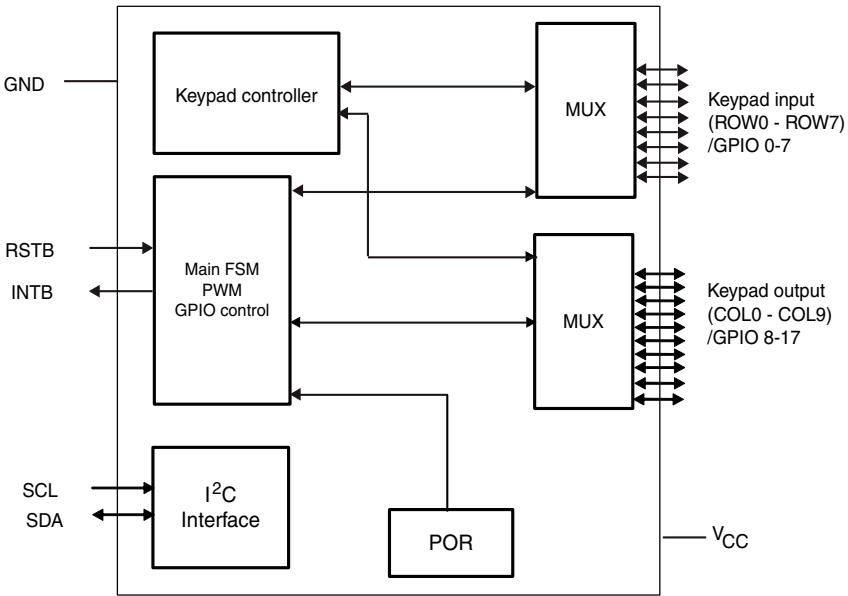 GND
Keypad controller
MUX
Keypad input
(ROW0 - ROW7)
/GPIO 0-7
RSTB
INTB
Main FSM
PWM
GPIO control
MUX
Keypad output
(COL0 - COL9)
/GPIO 8-17
SCL
SDA
I²C
Interface
POR
VCC